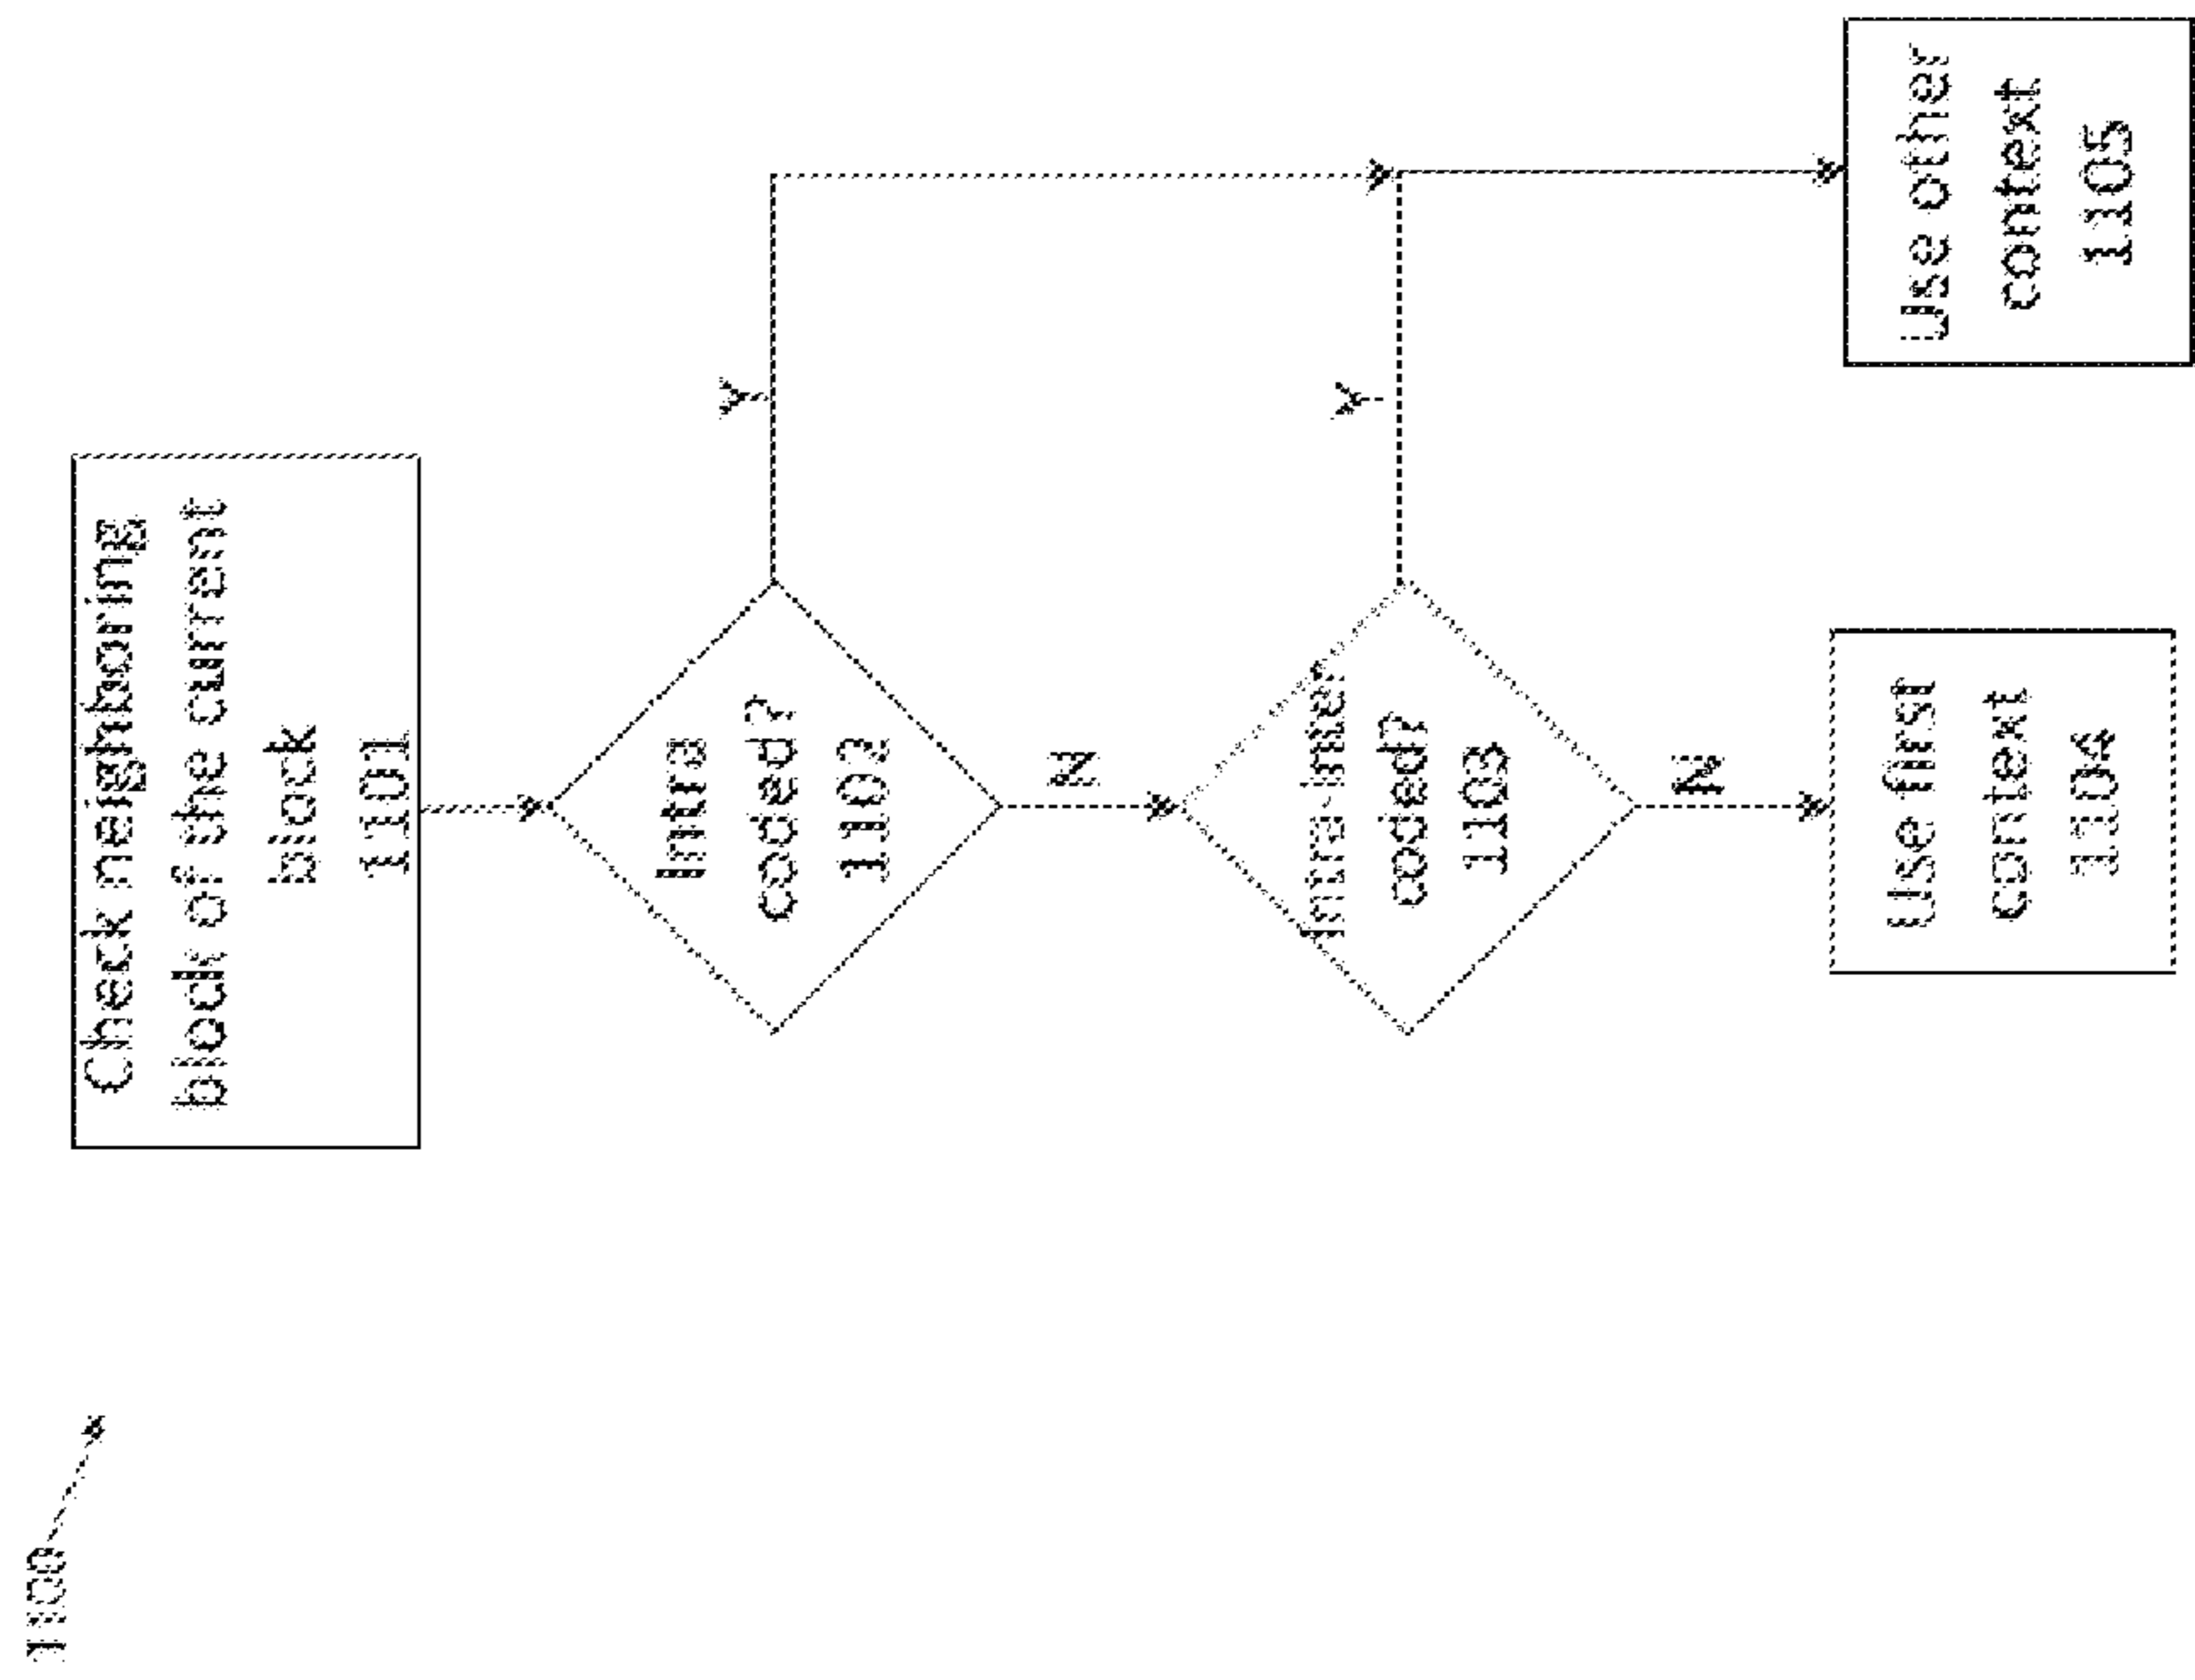 1100
Check neighboring
block of the current
block
1101
Intra
coded?
1102
Y
N
Intra-inter
coded?
1103
Y
N
Use first
context
1104
Use other
context
1105